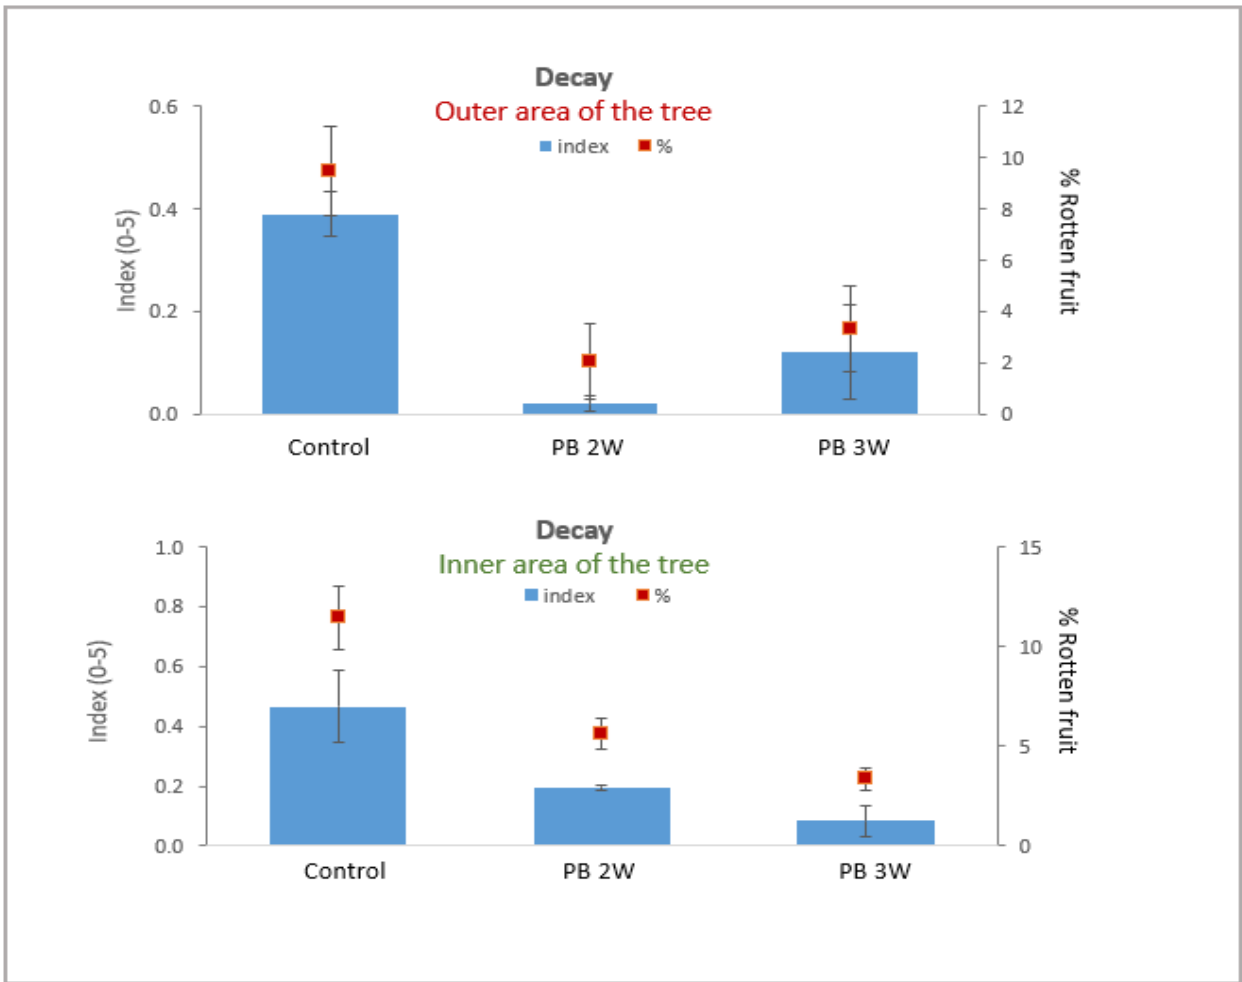 Decay
Outer area of the tree
index %
0.6
0.4
0.2
0.0
Index (0-5)
12
10
8
6
4
2
0
% Rotten fruit
Control PB 2W PB 3W
Decay
Inner area of the tree
index %
1.0
0.8
0.6
0.4
0.2
0.0
Index (0-5)
15
10
5
0
% Rotten fruit
Control PB 2W PB 3W